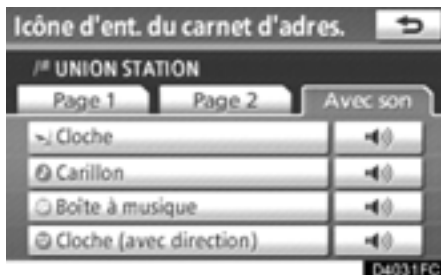 Icône d'ent. du carnet d'adres.
UNION STATION
Page 1 Page 2 Avec son
Cloche
Carillon
Boîte à musique
Cloche (avec direction)
D4031FC